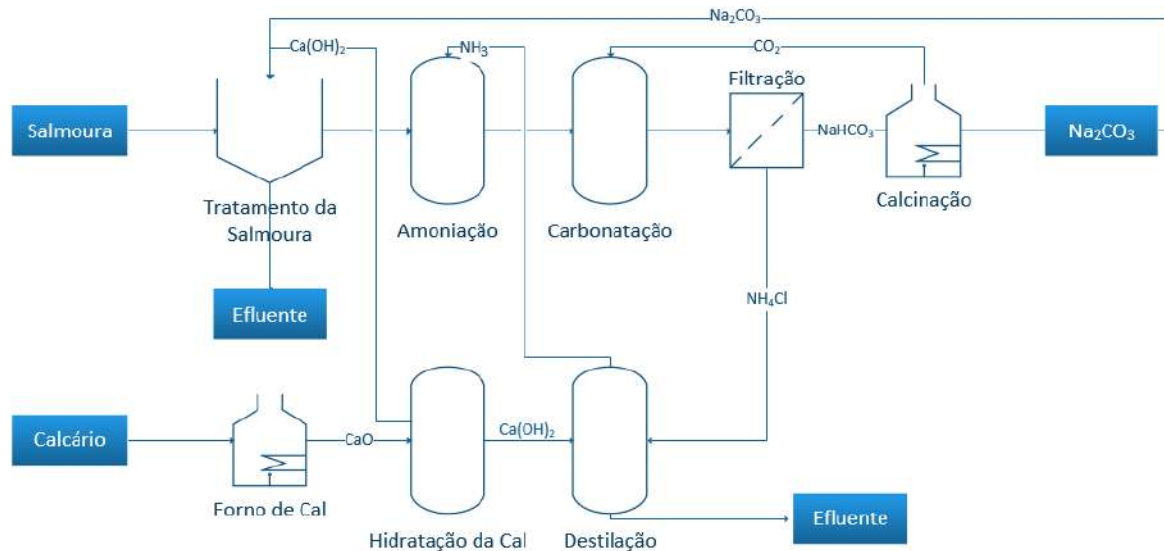 Na₂CO₃
Ca(OH)₂
NH₃
CO₂
Filtração
Salmoura
NaHCO₃
Na₂CO₃
Calcinação
Tratamento da
Salmoura
Amoniação
Carbonatação
NH₄Cl
Efluente
Calcário
CaO
Ca(OH)₂
Forno de Cal
Hidratação da Cal
Destilação
Efluente